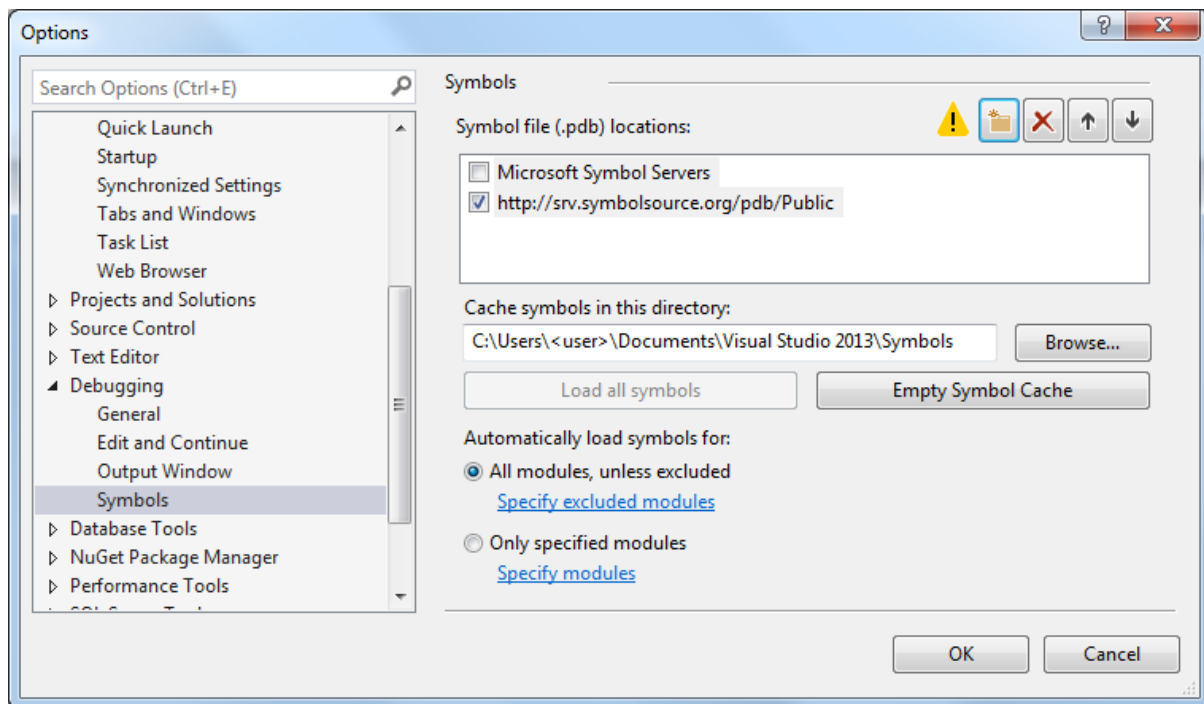 Options
Search Options (Ctrl+E)
Quick Launch
Startup
Synchronized Settings
Tabs and Windows
Task List
Web Browser
Projects and Solutions
Source Control
Text Editor
Debugging
General
Edit and Continue
Output Window
Symbols
Database Tools
NuGet Package Manager
Performance Tools
Symbols
Symbol file (.pdb) locations:
Microsoft Symbol Servers
http://srv.symbolsource.org/pdb/Public
Cache symbols in this directory:
C:\Users\<user>\Documents\Visual Studio 2013\Symbols
Browse...
Load all symbols
Empty Symbol Cache
Automatically load symbols for:
All modules, unless excluded
Specify excluded modules
Only specified modules
Specify modules
OK
Cancel